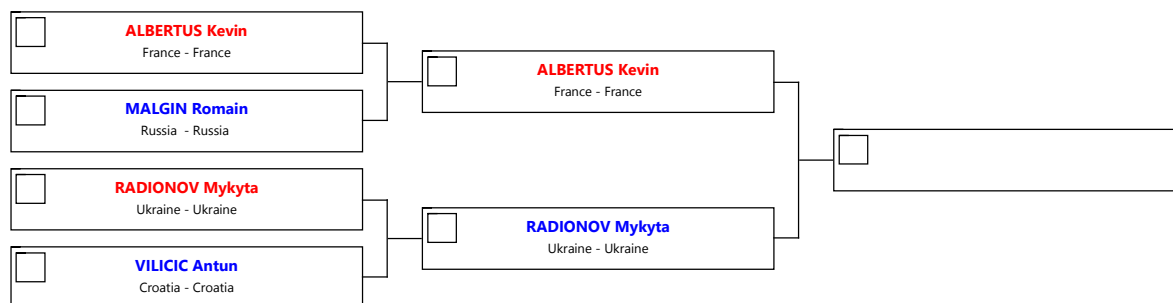 ALBERTUS Kevin
France - France
MALGIN Romain
Russia - Russia
RADIONOV Mykyta
Ukraine - Ukraine
VILICIC Antun
Croatia - Croatia
ALBERTUS Kevin
France - France
RADIONOV Mykyta
Ukraine - Ukraine